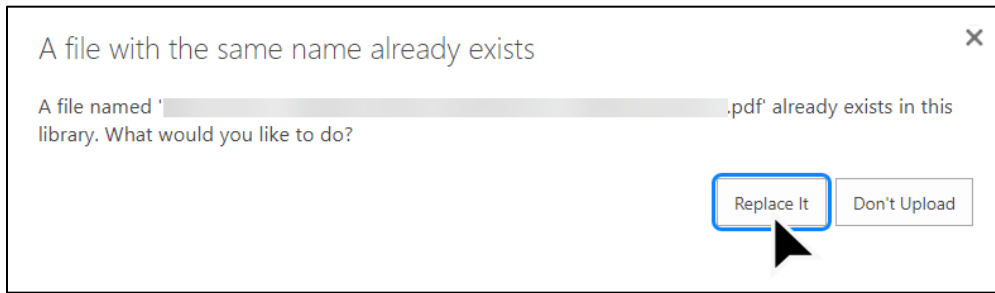 A file with the same name already exists
A file named '.pdf' already exists in this
library. What would you like to do?
Replace It
Don't Upload